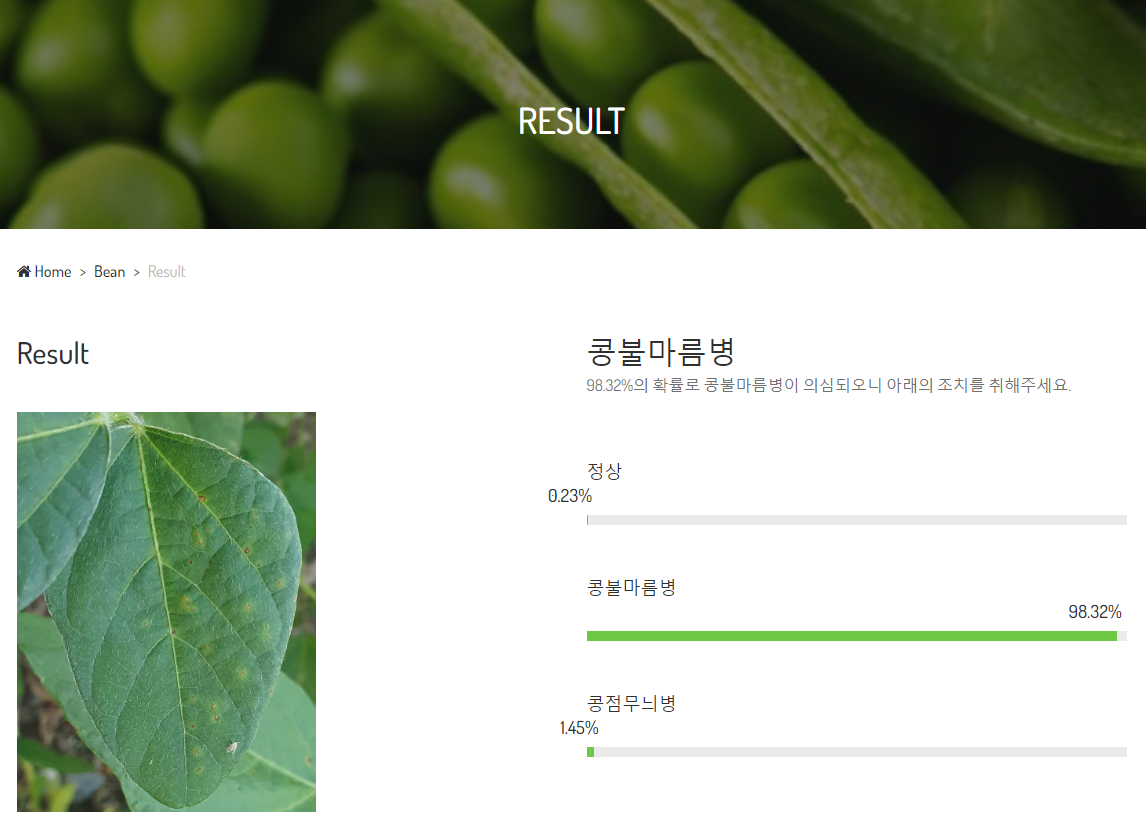 RESULT
Home > Bean > Result
Result
콩불마름병
98.32%의 확률로 콩불마름병이 의심되오니 아래의 조치를 취해주세요.
정상
0.23%
콩불마름병
98.32%
콩점무늬병
1.45%